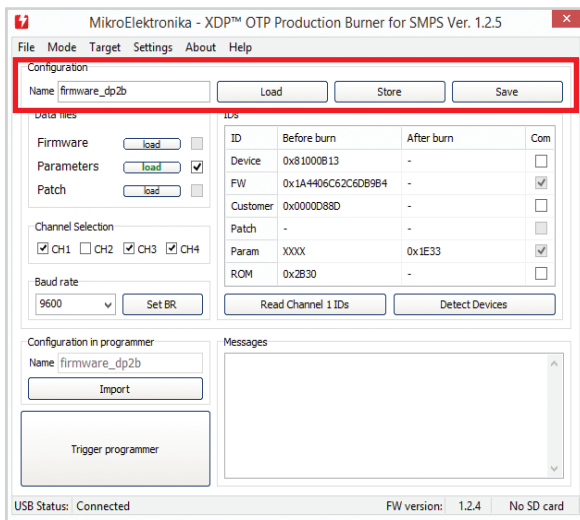 MikroElektronika - XDP™ OTP Production Burner for SMPS Ver. 1.2.5
File Mode Target Settings About Help
Configuration
Name firmware_dp2b Load Store Save
Data files
Firmware load
Parameters load
Patch load
Channel Selection
CH1 CH2 CH3 CH4
Baud rate
9600 Set BR
IDs
ID Before burn After burn Com
Device 0x81000B13 -
FW 0x1A4406C62C6DB9B4 -
Customer 0x0000D88D -
Patch - -
Param XXXX 0x1E33
ROM 0x2B30 -
Read Channel 1 IDs Detect Devices
Configuration in programmer
Name firmware_dp2b
Import
Trigger programmer
Messages
USB Status: Connected FW version: 1.2.4 No SD card